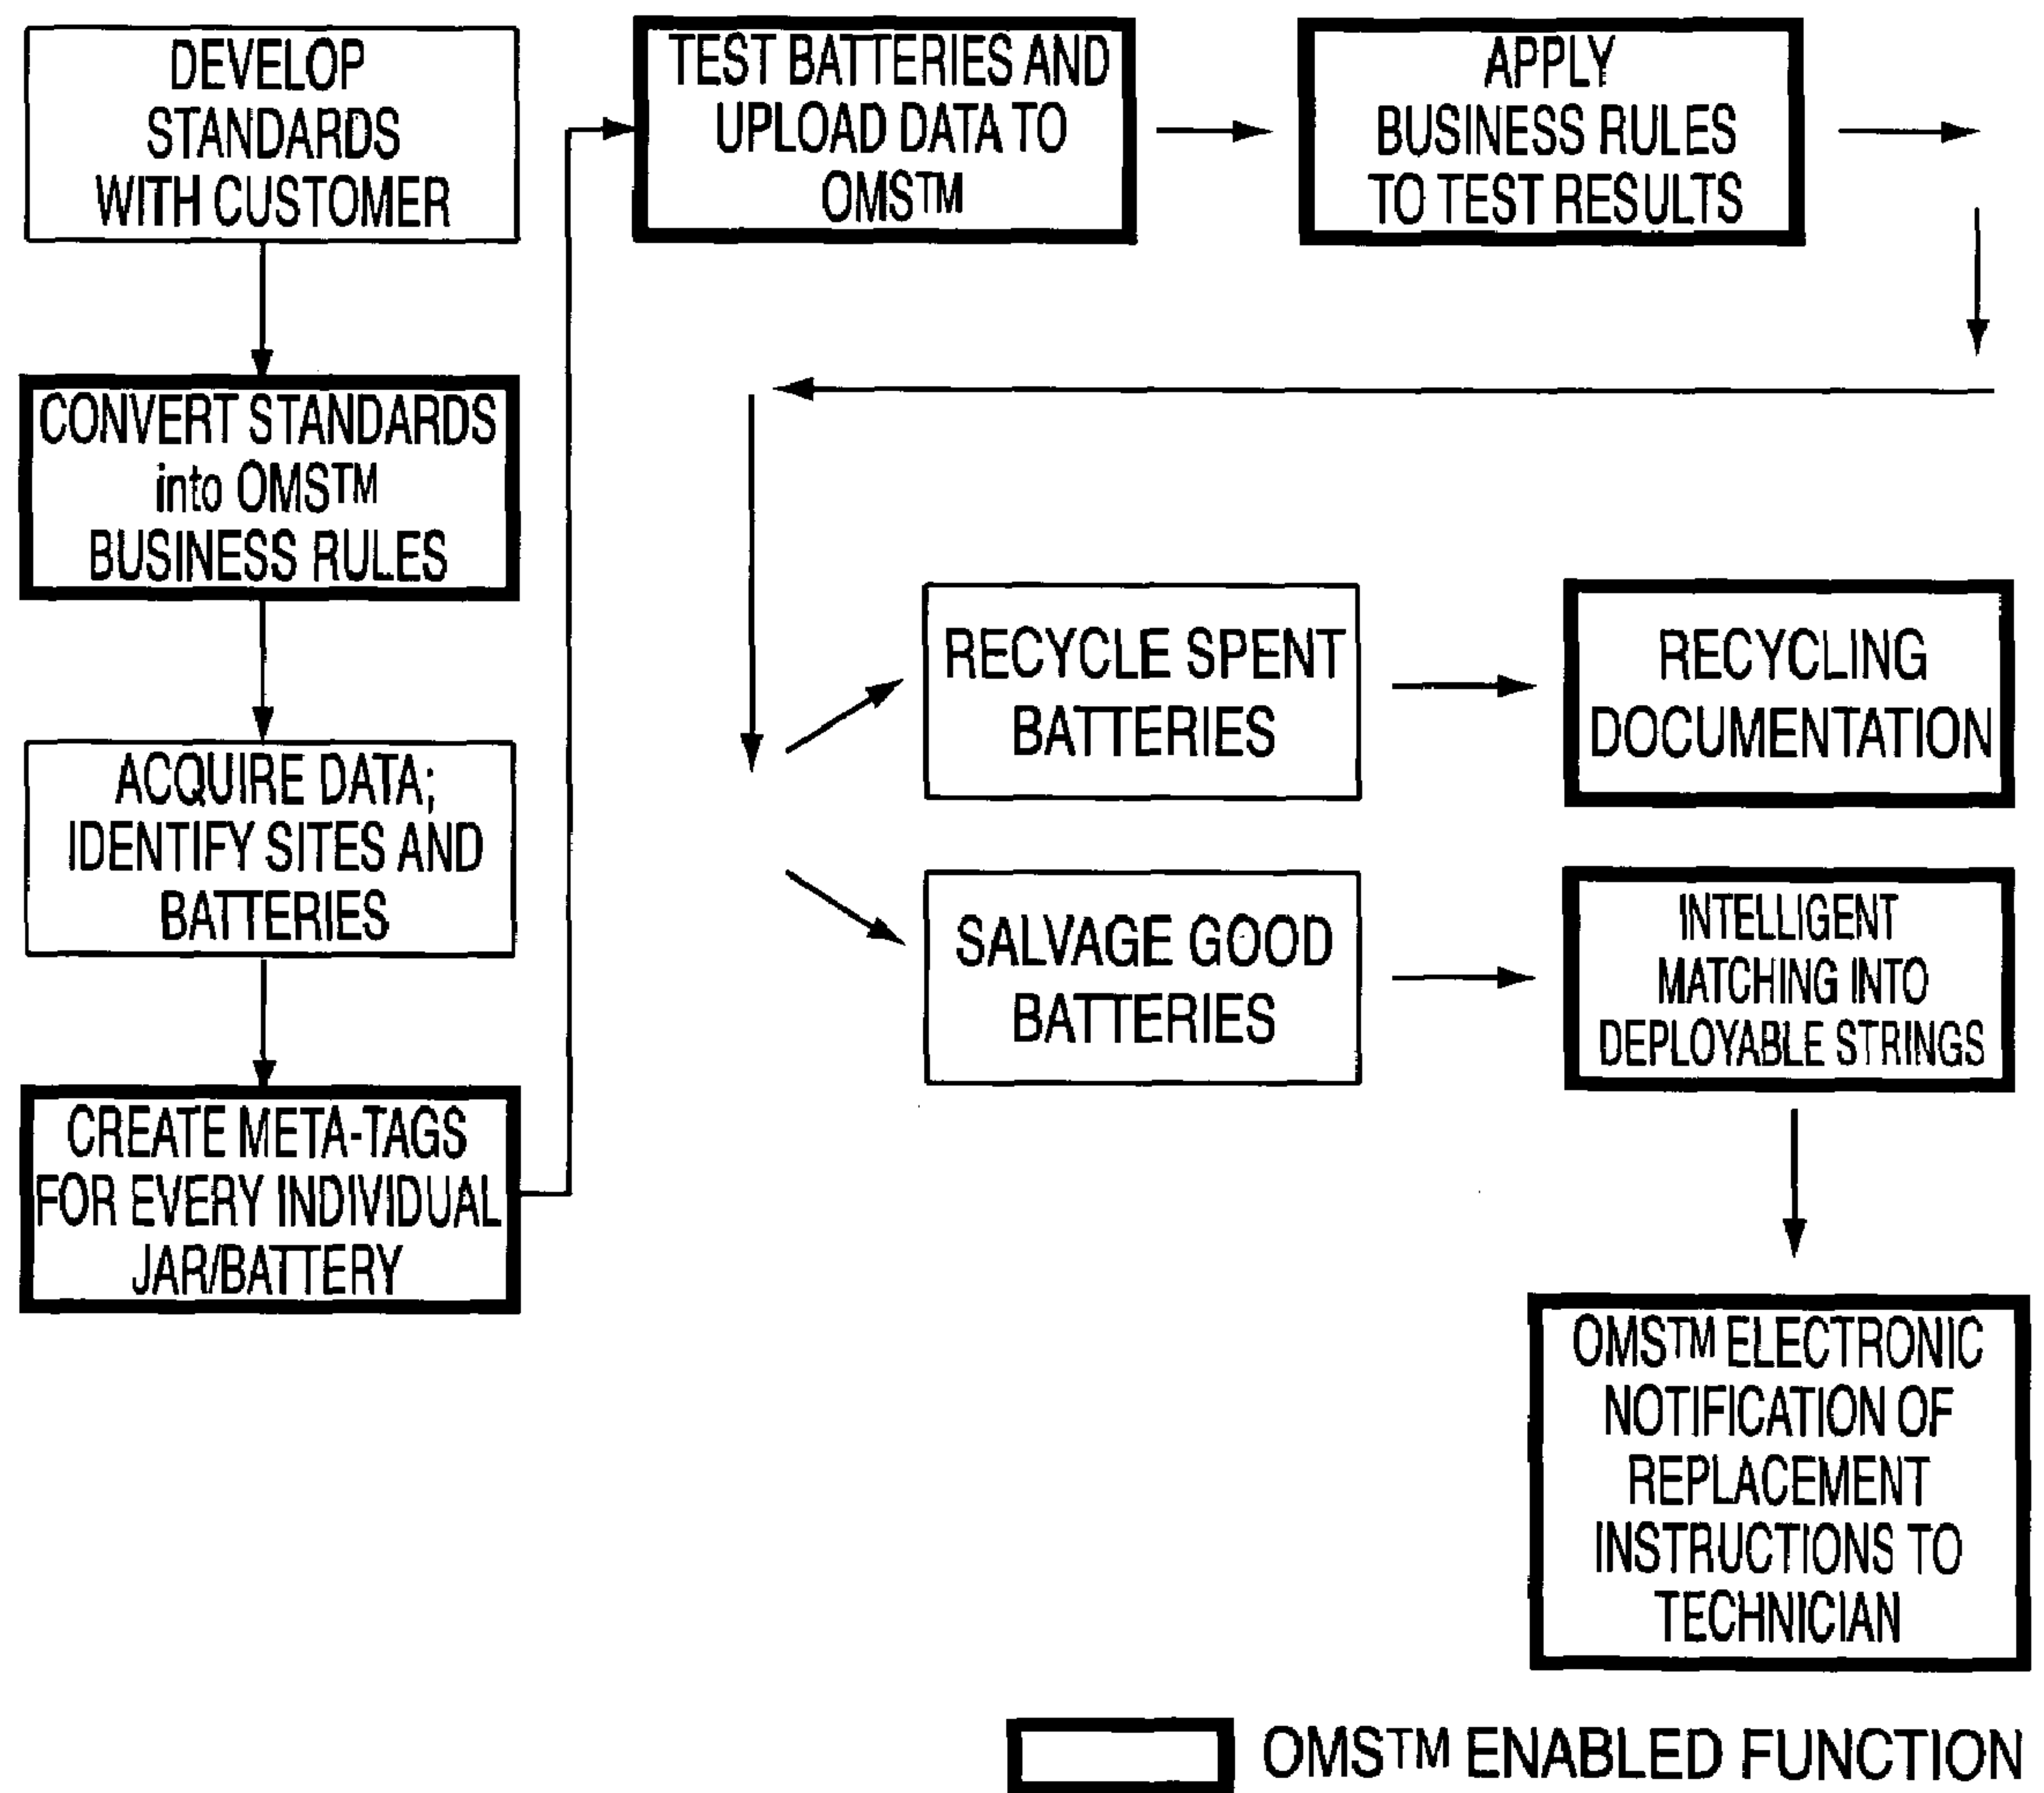 DEVELOP
STANDARDS
WITH CUSTOMER
CONVERT STANDARDS
into OMS™
BUSINESS RULES
ACQUIRE DATA;
IDENTIFY SITES AND
BATTERIES
CREATE META-TAGS
FOR EVERY INDIVIDUAL
JAR/BATTERY
TEST BATTERIES AND
UPLOAD DATA TO
OMS™
APPLY
BUSINESS RULES
TO TEST RESULTS
RECYCLE SPENT
BATTERIES
RECYCLING
DOCUMENTATION
SALVAGE GOOD
BATTERIES
INTELLIGENT
MATCHING INTO
DEPLOYABLE STRINGS
OMS™ ELECTRONIC
NOTIFICATION OF
REPLACEMENT
INSTRUCTIONS TO
TECHNICIAN
OMS™ ENABLED FUNCTION